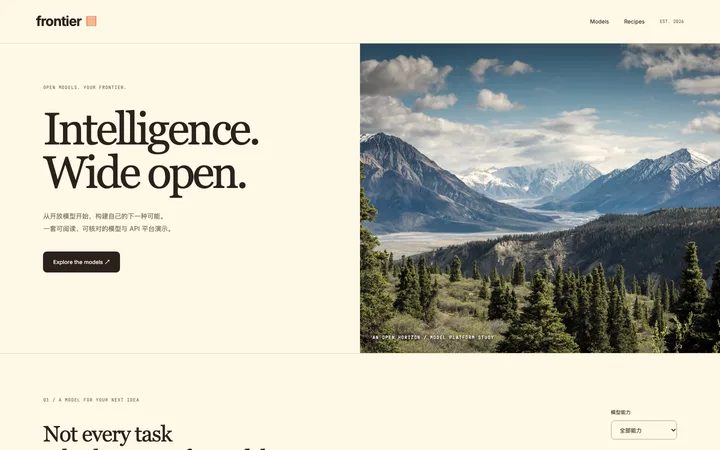 frontier
Models
Recipes
EST. 2026
OPEN MODELS. YOUR FRONTIER.
Intelligence.
Wide open.
从开放模型开始，构建自己的下一种可能。
一套可阅读、可核对的模型与 API 平台演示。
Explore the models ↗
AN OPEN HORIZON / MODEL PLATFORM STUDY
01 / A MODEL FOR YOUR NEXT IDEA
模型能力
全部能力
Not every task